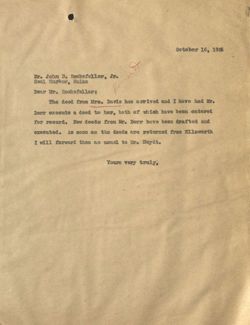 October 16, 1926
Mr. John D. Rockefeller, Jr.
Seal Harbor, Maine
Dear Mr. Rockefeller:
The deed from Mrs. Davis has arrived and I have had Mr.
Dorr execute a deed to her, both of which have been entered
for record. New deeds from Mr. Dorr have been drafted and
executed. As soon as the deeds are returned from Ellsworth
I will forward them as usual to Mr.
Yours very truly,